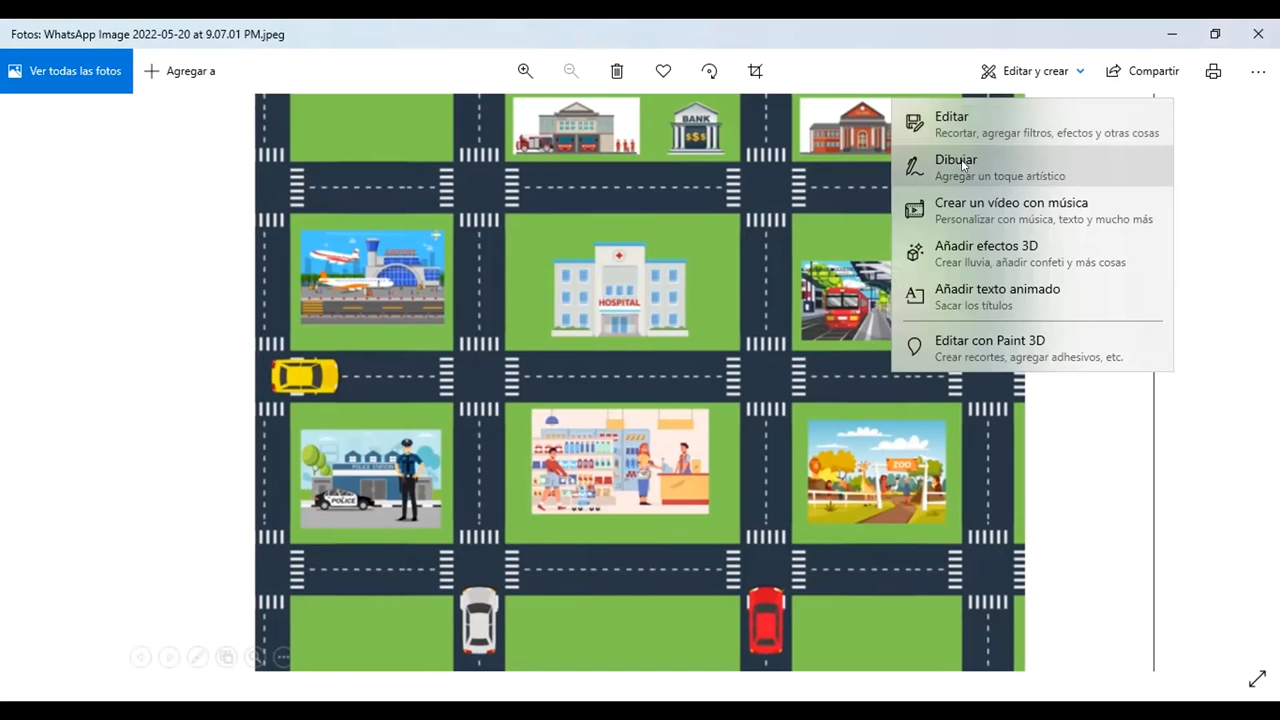 Fotos: WhatsApp Image 2022-05-20 at 9.07.01 PM.jpeg
Ver todas las fotos
Agregar a
Editar y crear
Compartir
Editar
Recortar, agregar filtros, efectos y otras cosas
Dibujar
Agregar un toque artístico
Crear un vídeo con música
Personalizar con música, texto y mucho más
Añadir efectos 3D
Crear lluvia, añadir confeti y más cosas
Añadir texto animado
Sacar los títulos
Editar con Paint 3D
Crear recortes, agregar adhesivos, etc.
BANK
$$$
AIRPORT
HOSPITAL
POLICE STATION
POLICE
ZOO